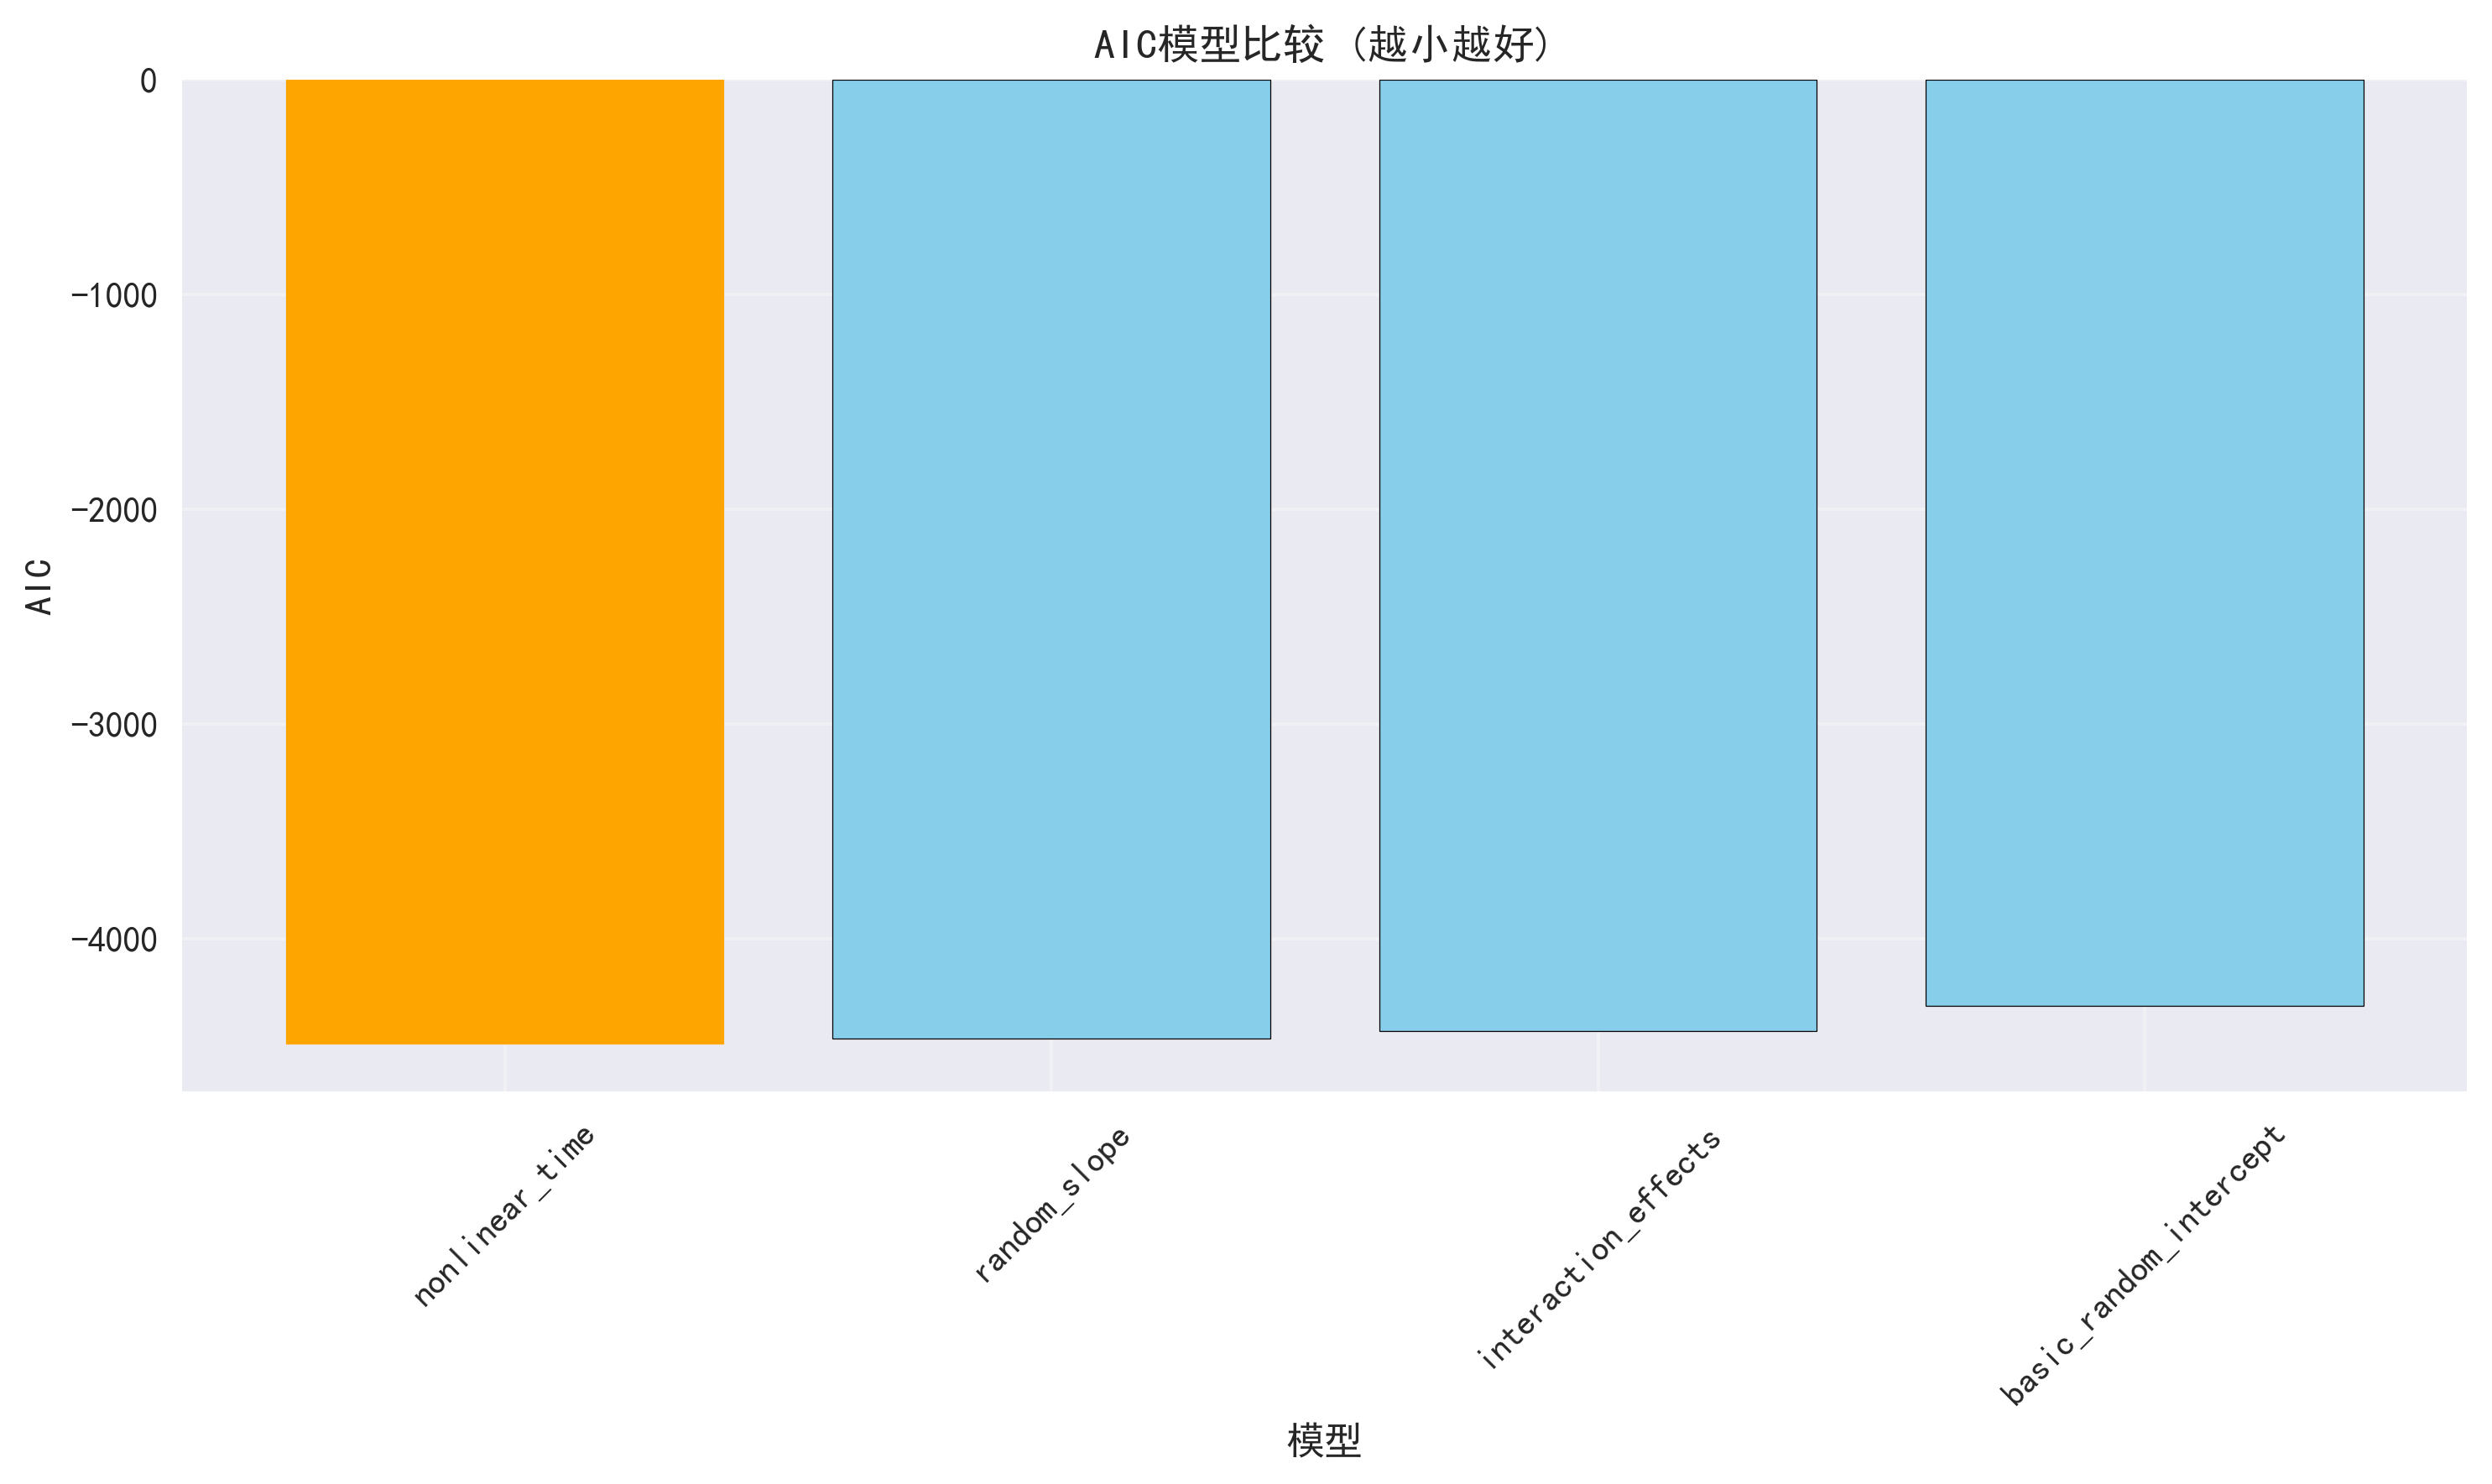 AIC模型比较 (越小越好)
0
−1000
−2000
−3000
−4000
AIC
nonlinear_time
random_slope
interaction_effects
basic_random_intercept
模型